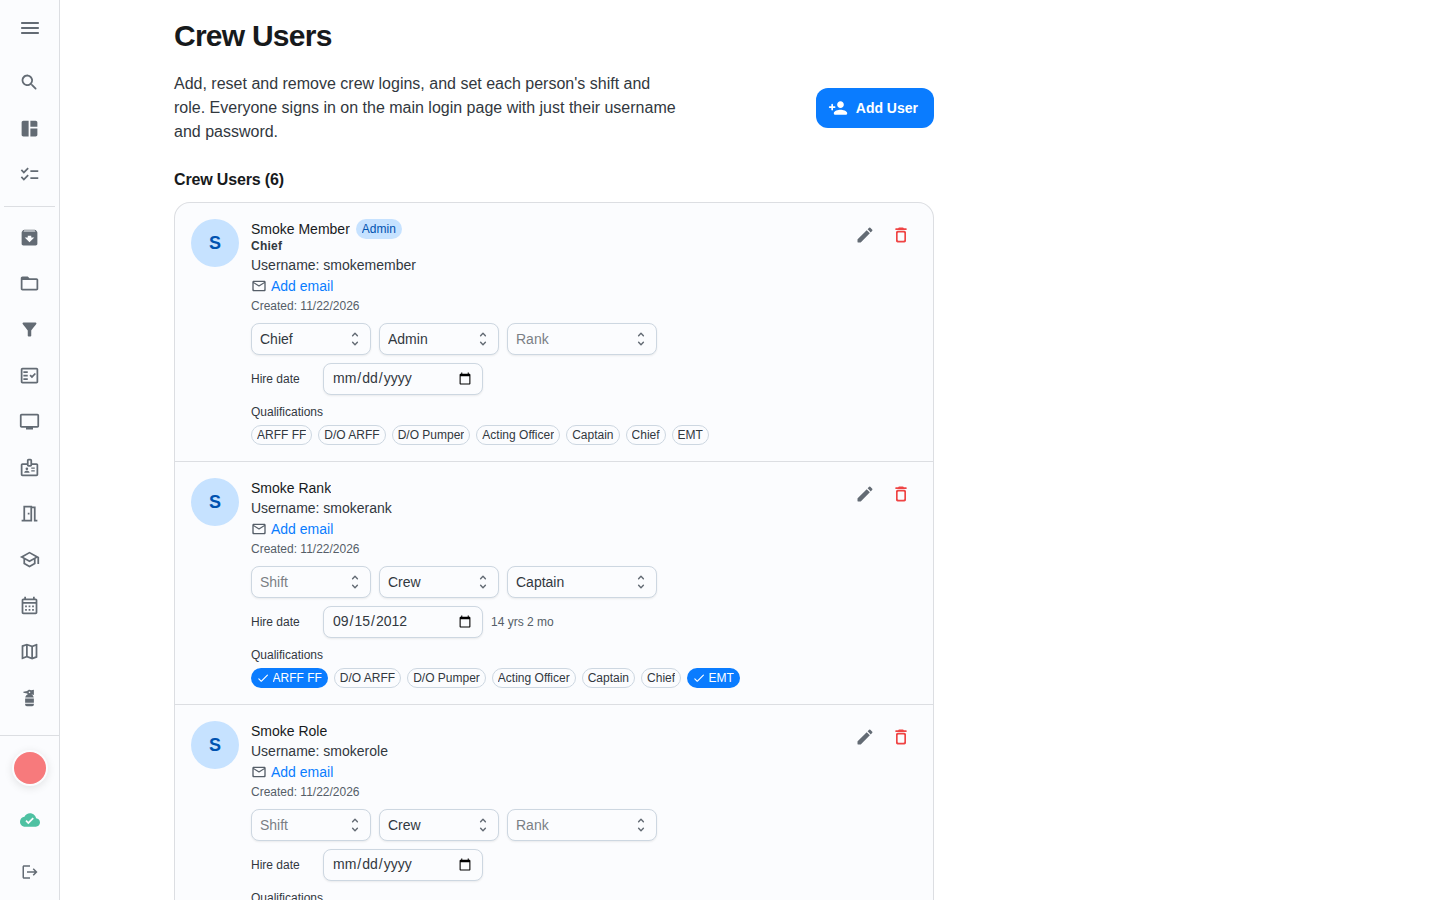 Crew Users
Add, reset and remove crew logins, and set each person's shift and
role. Everyone signs in on the main login page with just their username
and password.
Add User
Crew Users (6)
S
Smoke Member Admin
Chief
Username: smokemember
Add email
Created: 11/22/2026
Chief Admin Rank
Hire date mm/dd/yyyy
Qualifications
ARFF FF D/O ARFF D/O Pumper Acting Officer Captain Chief EMT
S
Smoke Rank
Username: smokerank
Add email
Created: 11/22/2026
Shift Crew Captain
Hire date 09/15/2012 14 yrs 2 mo
Qualifications
ARFF FF D/O ARFF D/O Pumper Acting Officer Captain Chief EMT
S
Smoke Role
Username: smokerole
Add email
Created: 11/22/2026
Shift Crew Rank
Hire date mm/dd/yyyy
Qualifications